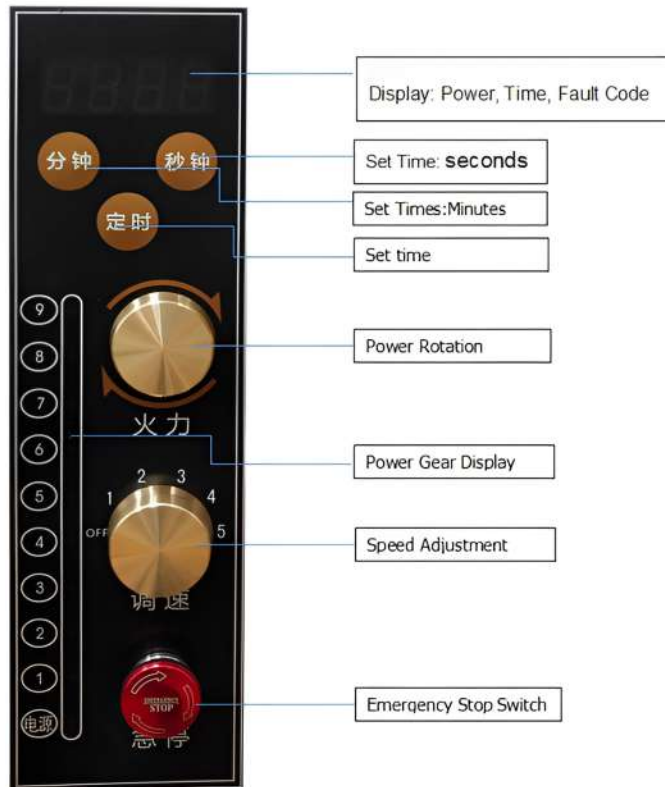 Display: Power, Time, Fault Code
分钟
秒钟
Set Time: seconds
Set Times:Minutes
定时
Set time
9
8
7
6
5
4
3
2
1
电源
Power Rotation
火力
Power Gear Display
OFF 1 2 3 4 5
Speed Adjustment
调速
EMERGENCY
STOP
Emergency Stop Switch
急停